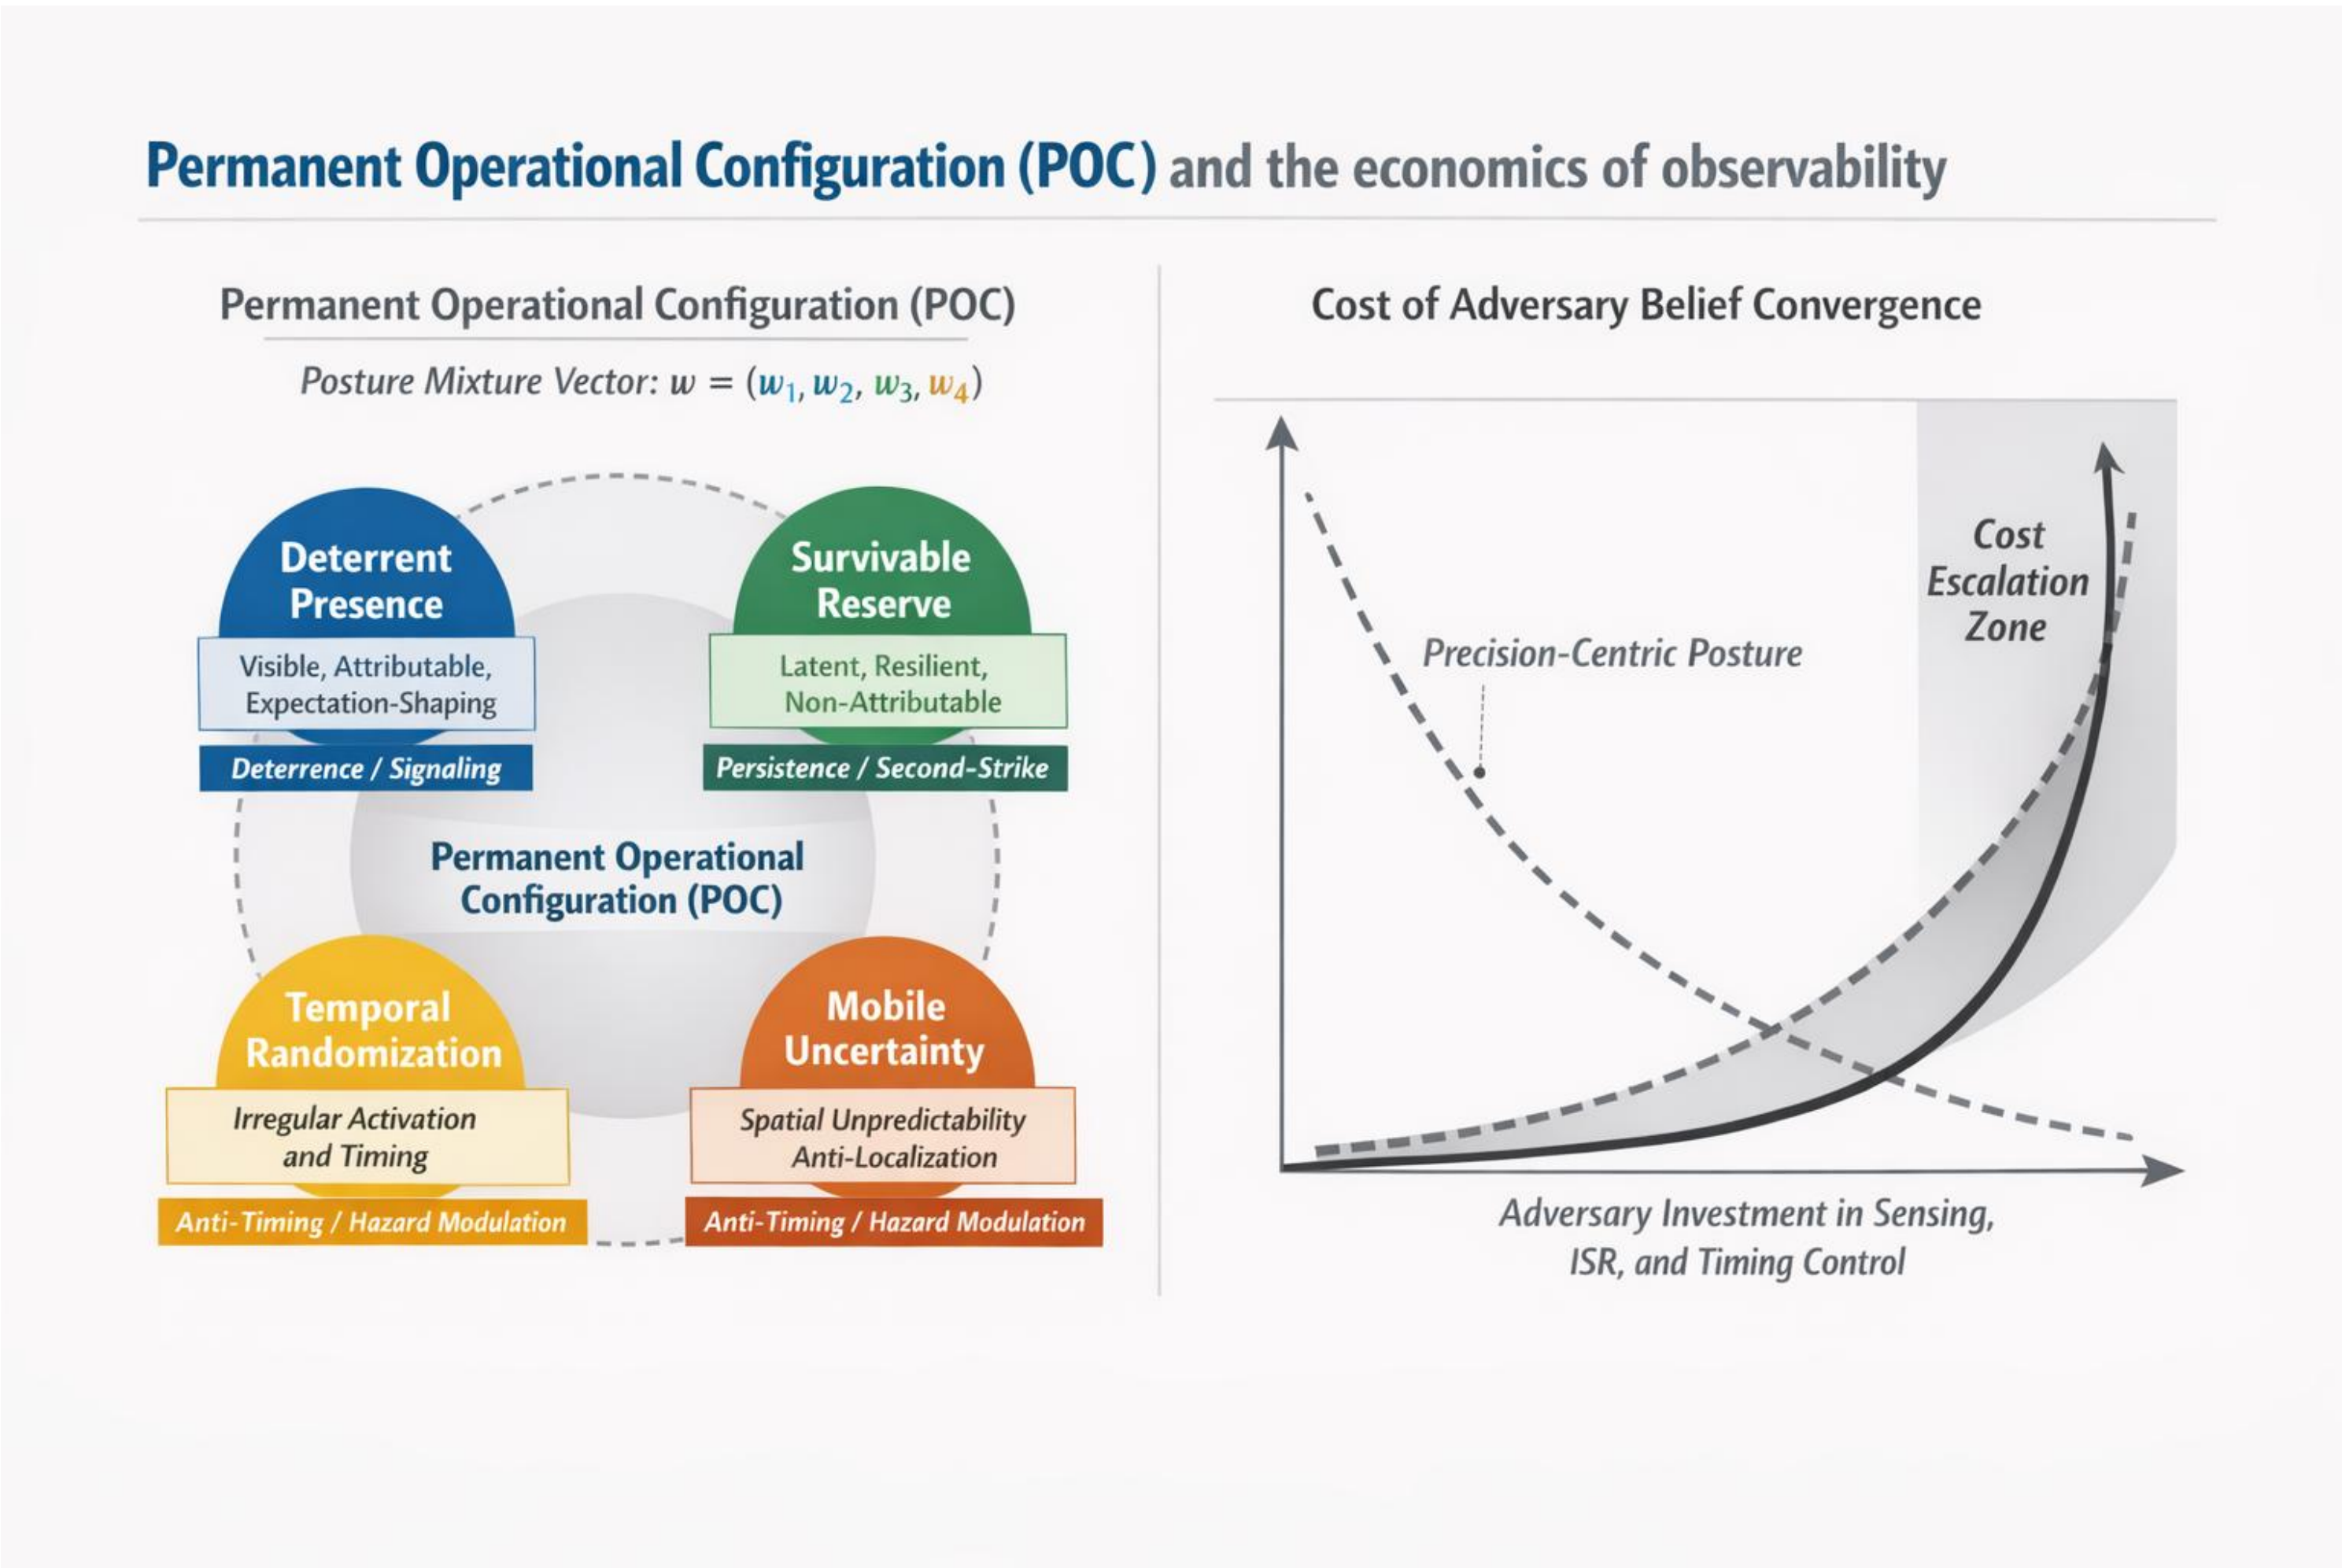 Permanent Operational Configuration (POC) and the economics of observability
Permanent Operational Configuration (POC)
Posture Mixture Vector: w = (w₁, w₂, w₃, w₄)
Deterrent
Presence
Visible, Attributable,
Expectation-Shaping
Deterrence / Signaling
Survivable
Reserve
Latent, Resilient,
Non-Attributable
Persistence / Second-Strike
Permanent Operational
Configuration (POC)
Temporal
Randomization
Irregular Activation
and Timing
Anti-Timing / Hazard Modulation
Mobile
Uncertainty
Spatial Unpredictability
Anti-Localization
Anti-Timing / Hazard Modulation
Cost of Adversary Belief Convergence
Cost
Escalation
Zone
Precision-Centric Posture
Adversary Investment in Sensing,
ISR, and Timing Control